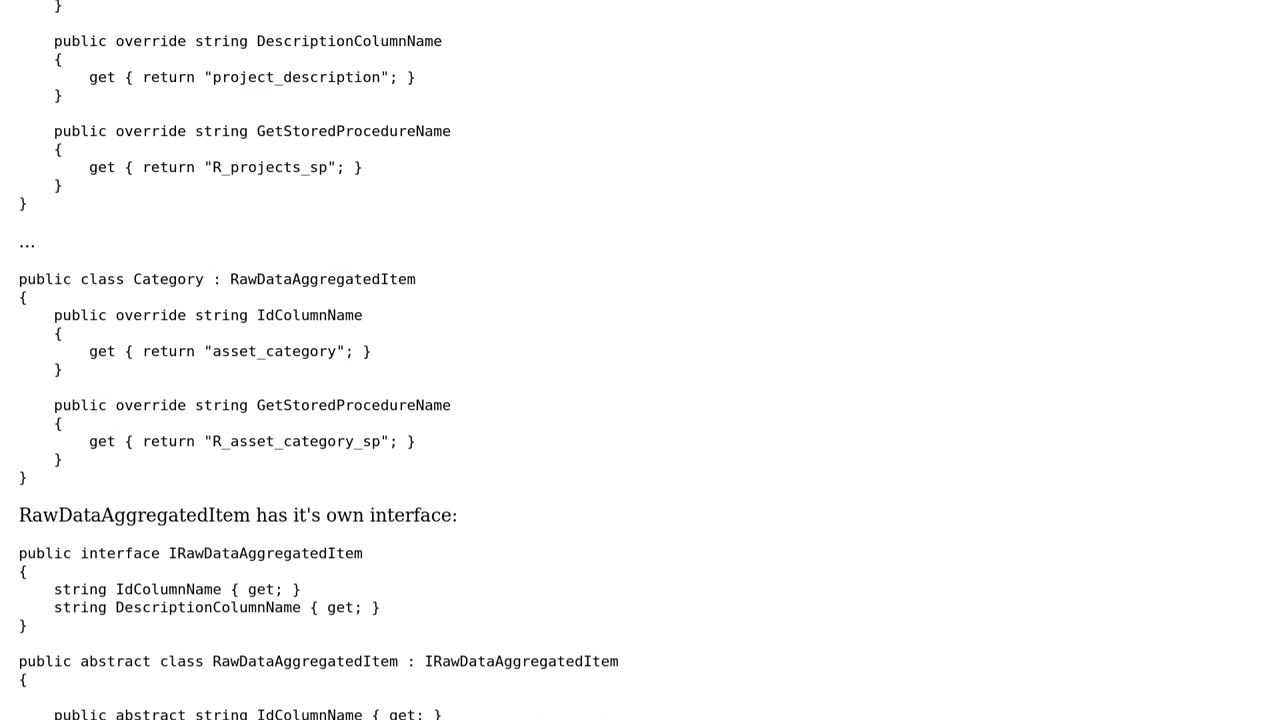 }

    public override string DescriptionColumnName
    {
        get { return "project_description"; }
    }

    public override string GetStoredProcedureName
    {
        get { return "R_projects_sp"; }
    }
}

...

public class Category : RawDataAggregatedItem
{
    public override string IdColumnName
    {
        get { return "asset_category"; }
    }

    public override string GetStoredProcedureName
    {
        get { return "R_asset_category_sp"; }
    }
}

RawDataAggregatedItem has it's own interface:

public interface IRawDataAggregatedItem
{
    string IdColumnName { get; }
    string DescriptionColumnName { get; }
}

public abstract class RawDataAggregatedItem : IRawDataAggregatedItem
{

    public abstract string IdColumnName { get; }